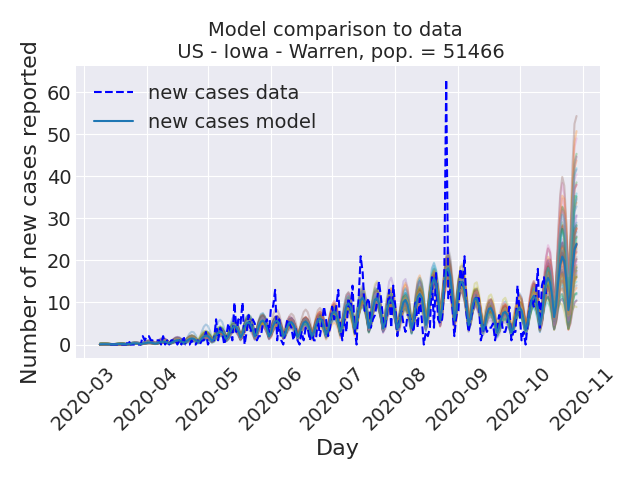 Model comparison to data
US - Iowa - Warren, pop. = 51466
Number of new cases reported
60
50
40
30
20
10
0
new cases data
new cases model
2020-03
2020-04
2020-05
2020-06
2020-07
2020-08
2020-09
2020-10
2020-11
Day